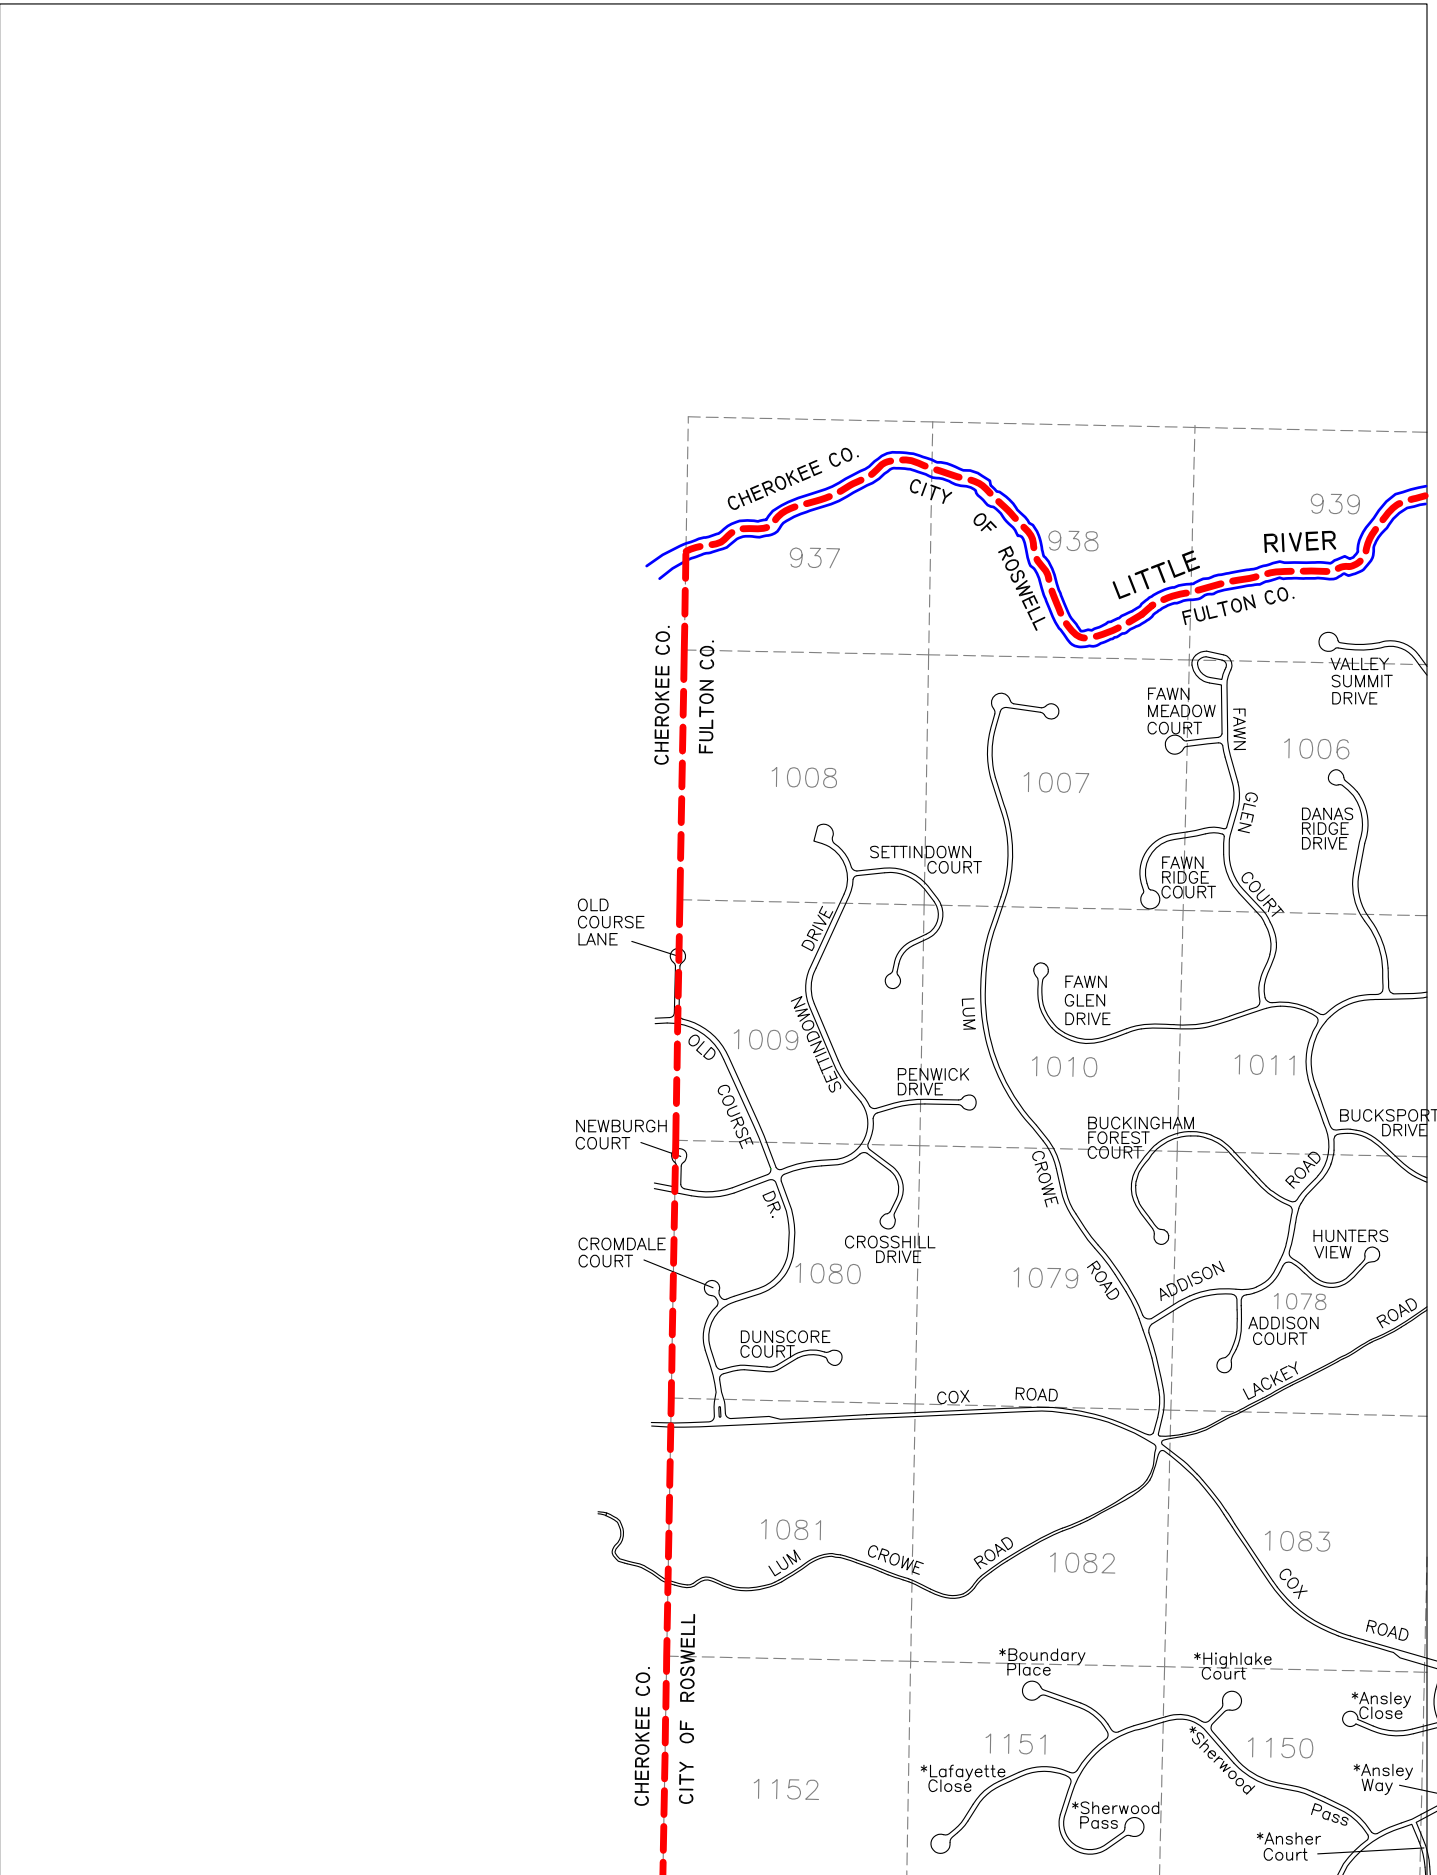 CHEROKEE CO.
CITY OF ROSWELL
937
938
939
LITTLE RIVER
FULTON CO.
CHEROKEE CO.
FULTON CO.
VALLEY
SUMMIT
DRIVE
FAWN
MEADOW
COURT
FAWN GLEN COURT
1006
1007
1008
DANAS
RIDGE
DRIVE
SETTINDOWN
COURT
FAWN
RIDGE
COURT
OLD
COURSE
LANE
SETTINDOWN DRIVE
LUM CROWE ROAD
FAWN
GLEN
DRIVE
OLD COURSE DR.
1009
1010
1011
PENWICK
DRIVE
BUCKINGHAM
FOREST
COURT
BUCKSPORT
DRIVE
NEWBURGH
COURT
ADDISON ROAD
CROMDALE
COURT
CROSSHILL
DRIVE
HUNTERS
VIEW
1080
1079
1078
ADDISON
COURT
DUNSCORE
COURT
LACKEY ROAD
COX ROAD
1081
1082
1083
LUM CROWE ROAD
COX ROAD
CHEROKEE CO.
CITY OF ROSWELL
*Boundary
Place
*Highlake
Court
*Ansley
Close
1151
1150
1152
*Sherwood Pass
*Lafayette
Close
*Sherwood
Pass
*Ansley
Way
*Ansher
Court